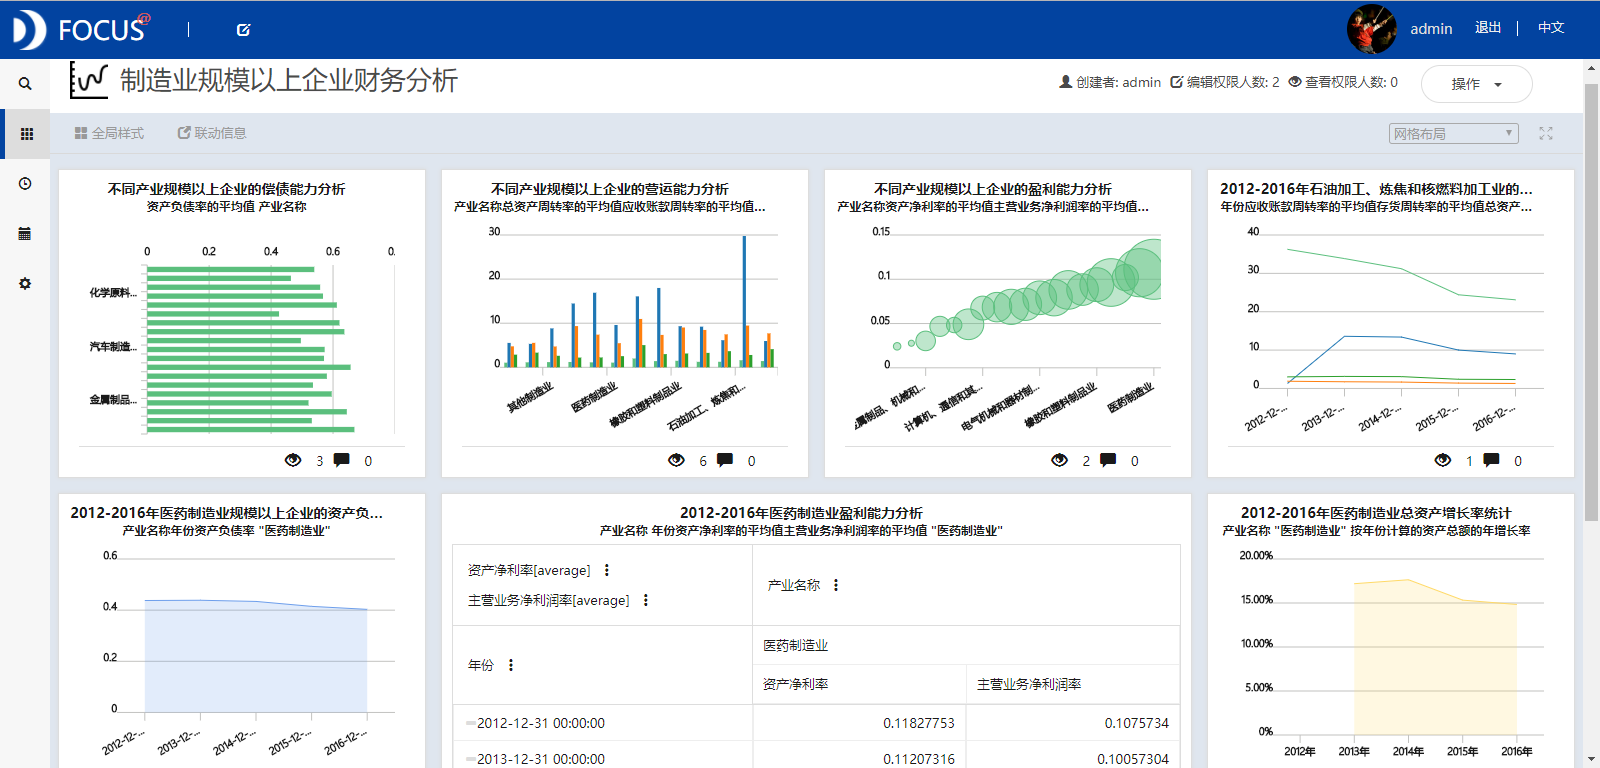 FOCUS@
admin
退出
中文
制造业规模以上企业财务分析
创建者: admin 编辑权限人数: 2 查看权限人数: 0
操作
全局样式
联动信息
网格布局
不同产业规模以上企业的偿债能力分析
资产负债率的平均值 产业名称
0 0.2 0.4 0.6 0.
化学原料...
汽车制造...
金属制品...
3 0
不同产业规模以上企业的营运能力分析
产业名称总资产周转率的平均值应收账款周转率的平均值...
30
20
10
0
其他制造业
医药制造业
橡胶和塑料制品业
石油加工、炼焦和...
6 0
不同产业规模以上企业的盈利能力分析
产业名称资产净利率的平均值主营业务净利润率的平均值...
0.15
0.1
0.05
0
金属制品、机械和...
计算机、通信和其...
电气机械和器材制...
橡胶和塑料制品业
医药制造业
2 0
2012-2016年石油加工、炼焦和核燃料加工业的...
年份应收账款周转率的平均值存货周转率的平均值总资产...
40
30
20
10
0
2012-12-...
2013-12-...
2014-12-...
2015-12-...
2016-12-...
1 0
2012-2016年医药制造业规模以上企业的资产负...
产业名称年份资产负债率 "医药制造业"
0.6
0.4
0.2
0
2012-12-...
2013-12-...
2014-12-...
2015-12-...
2016-12-...
2012-2016年医药制造业盈利能力分析
产业名称 年份资产净利率的平均值主营业务净利润率的平均值 "医药制造业"
资产净利率[average]
主营业务净利润率[average]
产业名称
年份
医药制造业
资产净利率 主营业务净利润率
2012-12-31 00:00:00 0.11827753 0.1075734
2013-12-31 00:00:00 0.11207316 0.10057304
2012-2016年医药制造业总资产增长率统计
产业名称 "医药制造业" 按年份计算的资产总额的年增长率
20.00%
15.00%
10.00%
5.00%
0%
2012年 2013年 2014年 2015年 2016年